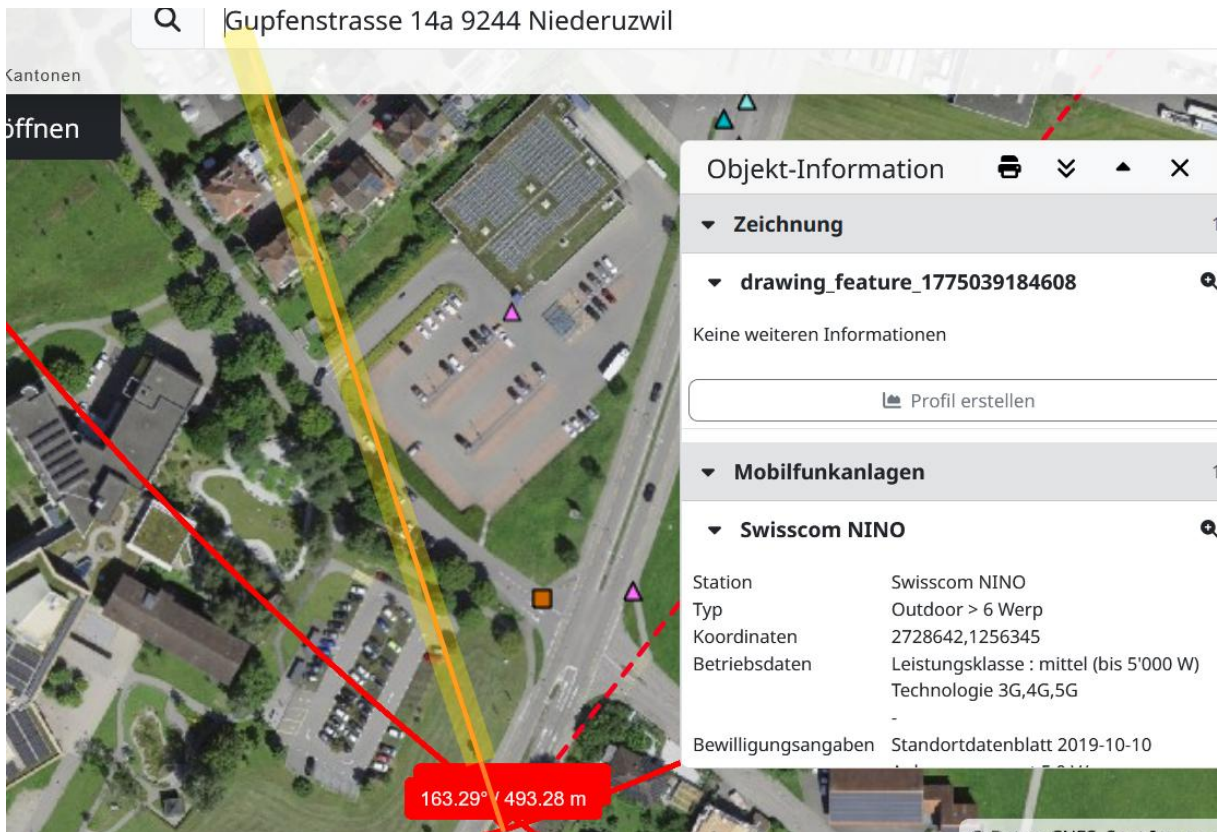 Gupfenstrasse 14a 9244 Niederuzwil
Kantonen
öffnen
Objekt-Information
Zeichnung 1
drawing_feature_1775039184608
Keine weiteren Informationen
Profil erstellen
Mobilfunkanlagen 1
Swisscom NINO
Station Swisscom NINO
Typ Outdoor > 6 Werp
Koordinaten 2728642,1256345
Betriebsdaten Leistungsklasse : mittel (bis 5'000 W)
Technologie 3G,4G,5G
-
Bewilligungsangaben Standortdatenblatt 2019-10-10
163.29° / 493.28 m